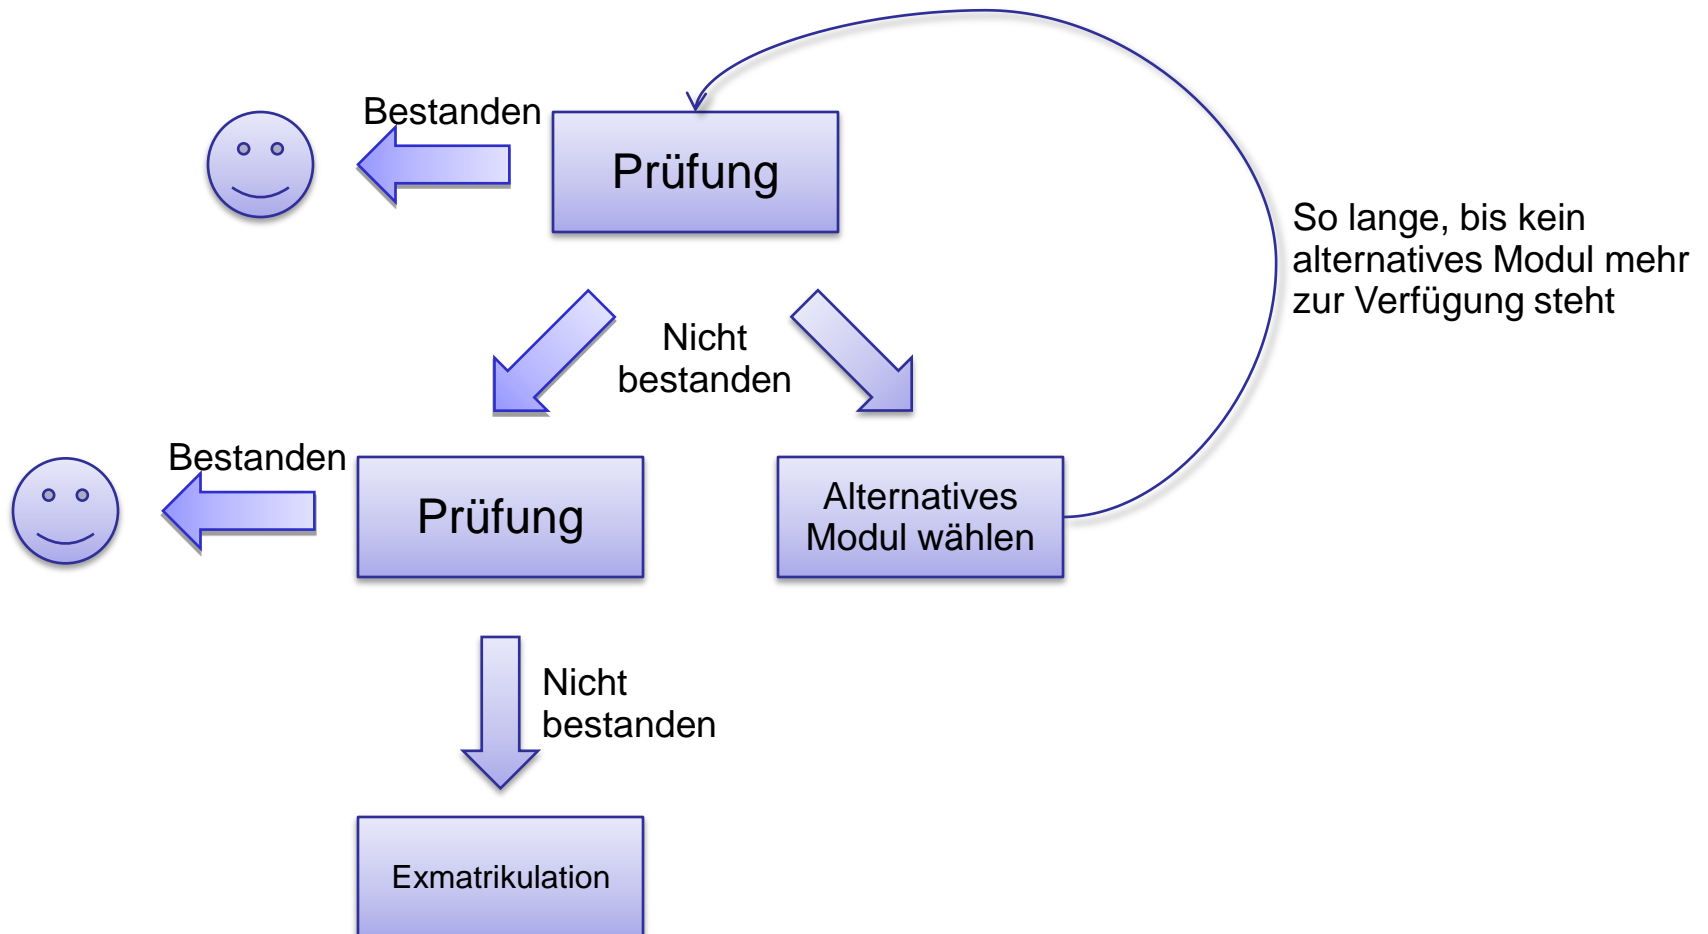 Bestanden
Prüfung
So lange, bis kein
alternatives Modul mehr
zur Verfügung steht
Nicht
bestanden
Bestanden
Prüfung
Alternatives
Modul wählen
Nicht
bestanden
Exmatrikulation